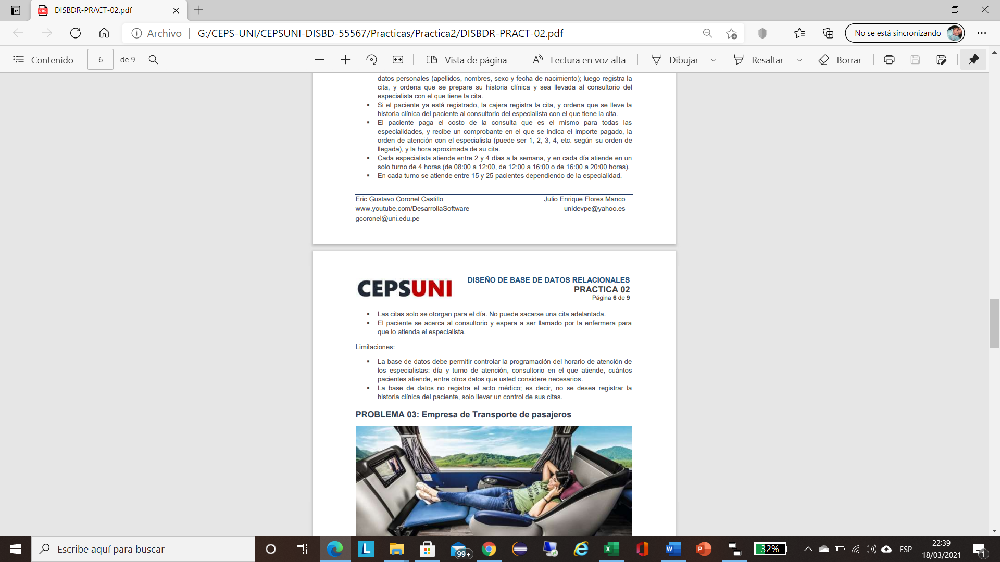 DISBDR-PRACT-02.pdf
Archivo
G:/CEPS-UNI/CEPSUNI-DISBD-55567/Practicas/Practica2/DISBDR-PRACT-02.pdf
No se está sincronizando
Contenido
6
de 9
Vista de página
Lectura en voz alta
Dibujar
Resaltar
Borrar
datos personales (apellidos, nombres, sexo y fecha de nacimiento); luego registra la
cita, y ordena que se prepare su historia clínica y sea llevada al consultorio del
especialista con el que tiene la cita.
▪ Si el paciente ya está registrado, la cajera registra la cita, y ordena que se lleve la
historia clínica del paciente al consultorio del especialista con el que tiene la cita.
▪ El paciente paga el costo de la consulta que es el mismo para todas las
especialidades, y recibe un comprobante en el que se indica el importe pagado, la
orden de atención con el especialista (puede ser 1, 2, 3, 4, etc. según su orden de
llegada), y la hora aproximada de su cita.
▪ Cada especialista atiende entre 2 y 4 días a la semana, y en cada día atiende en un
solo turno de 4 horas (de 08:00 a 12:00, de 12:00 a 16:00 o de 16:00 a 20:00 horas).
▪ En cada turno se atiende entre 15 y 25 pacientes dependiendo de la especialidad.
Eric Gustavo Coronel Castillo
Julio Enrique Flores Manco
www.youtube.com/DesarrollaSoftware
unidevpe@yahoo.es
gcoronel@uni.edu.pe
CEPSUNI
DISEÑO DE BASE DE DATOS RELACIONALES
PRACTICA 02
Página 6 de 9
▪ Las citas solo se otorgan para el día. No puede sacarse una cita adelantada.
▪ El paciente se acerca al consultorio y espera a ser llamado por la enfermera para
que lo atienda el especialista.
Limitaciones:
▪ La base de datos debe permitir controlar la programación del horario de atención de
los especialistas: día y turno de atención, consultorio en el que atiende, cuántos
pacientes atiende, entre otros datos que usted considere necesarios.
▪ La base de datos no registra el acto médico; es decir, no se desea registrar la
historia clínica del paciente, solo llevar un control de sus citas.
PROBLEMA 03: Empresa de Transporte de pasajeros
Escribe aquí para buscar
99+
32%
ESP
22:39
18/03/2021
1